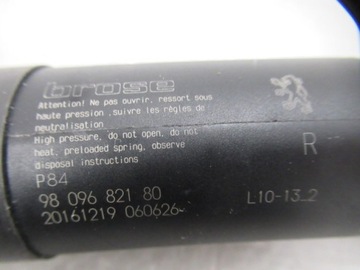 brose
Attention! Ne pas ouvrir, ressort sous
haute pression ,suivre les règles de
neutralisation
High pressure, do not open, do not
heat, preloaded spring, observe
disposal instructions
R
P84
98 096 821 80
L10-13_2
20161219 060626-